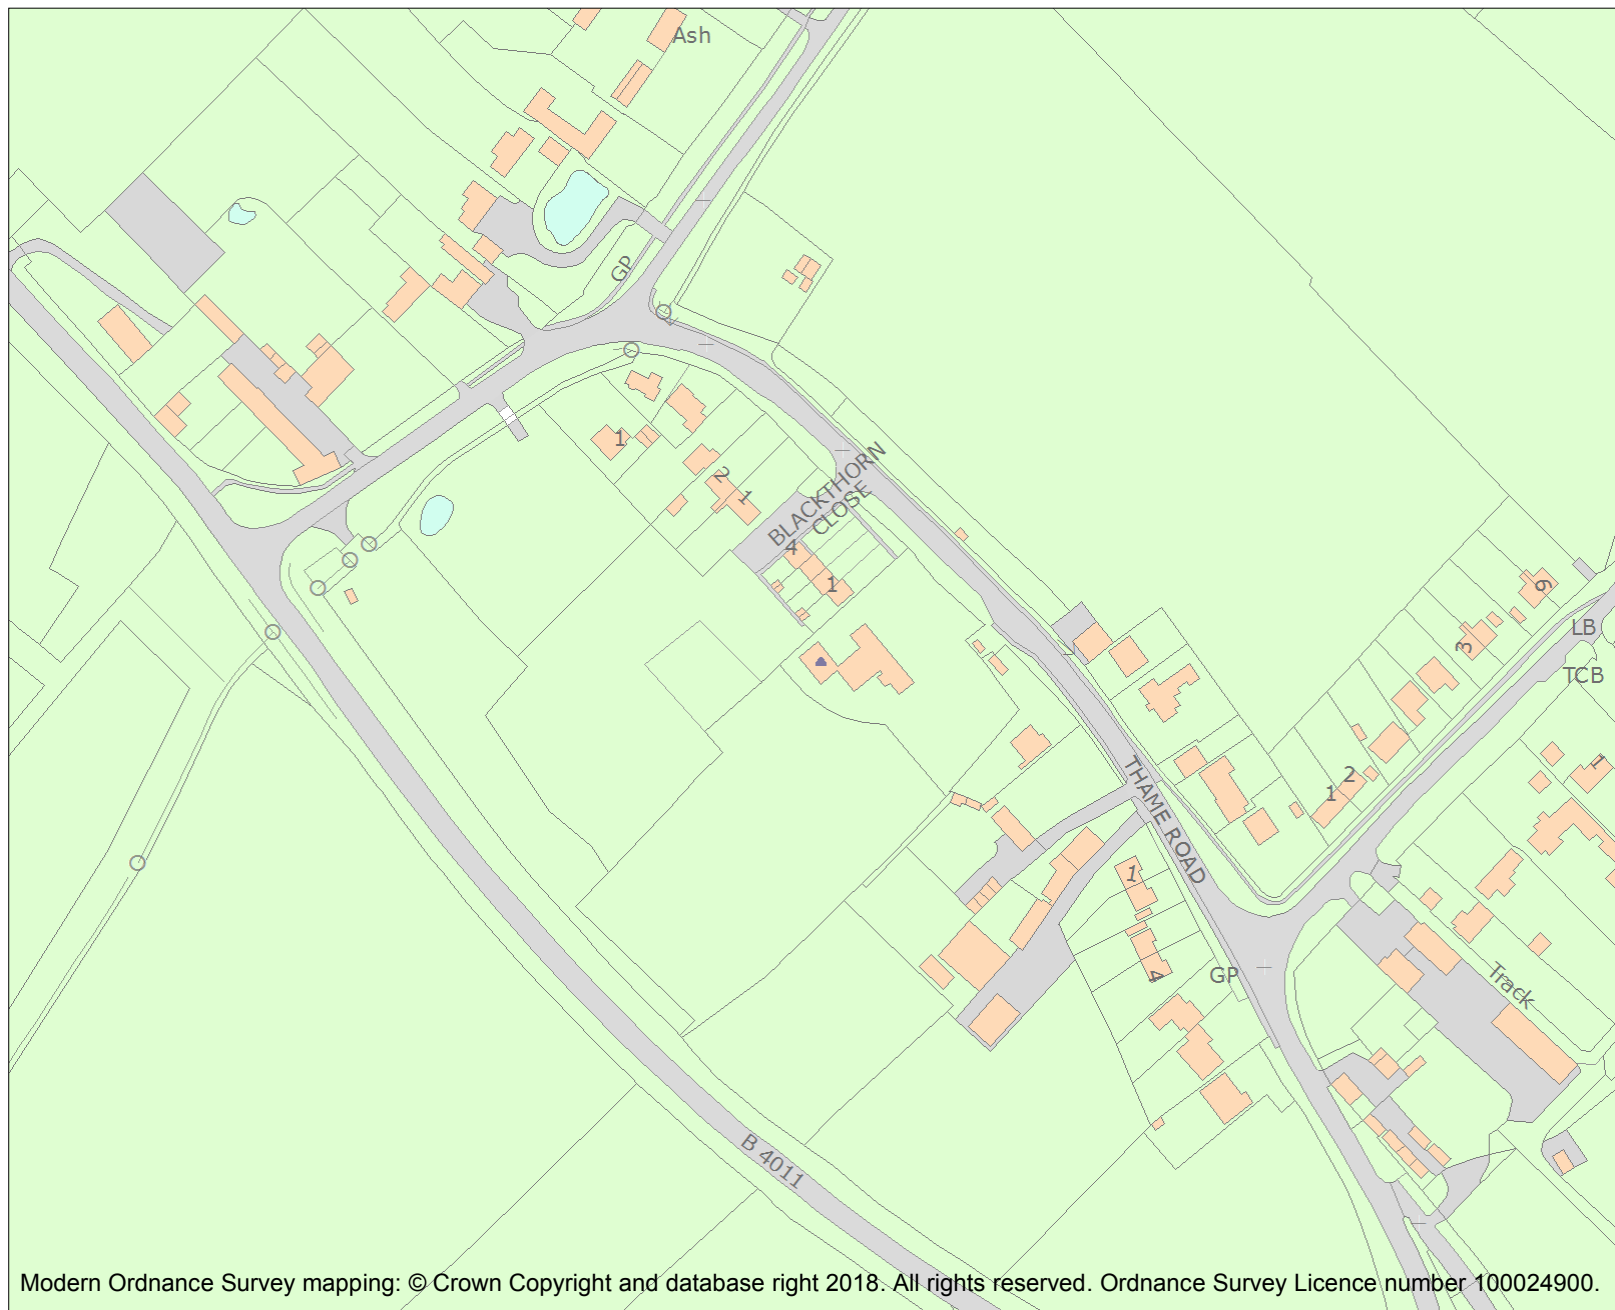 Ash
GP
1
2
1
BLACKTHORN
CLOSE
4
1
6
LB
3
TCB
THAME ROAD
2
1
1
1
4
GP
Track
B 4011
Modern Ordnance Survey mapping: © Crown Copyright and database right 2018. All rights reserved. Ordnance Survey Licence number 100024900.